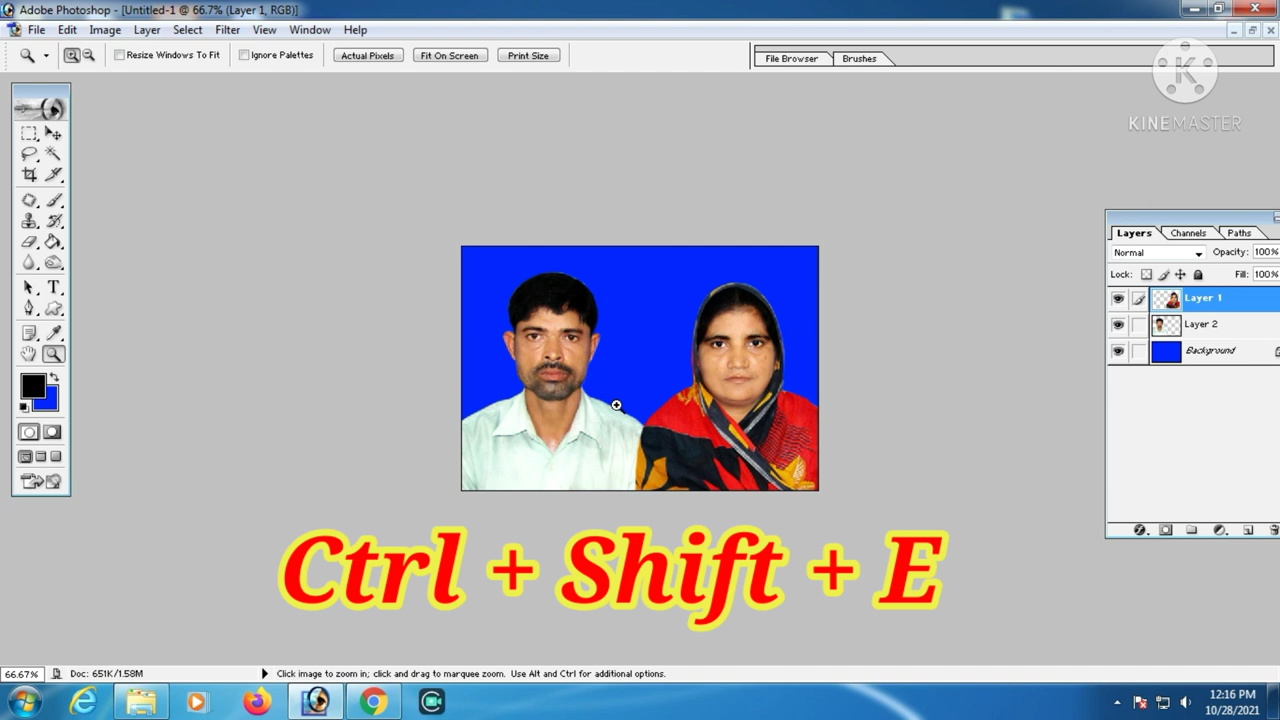 Adobe Photoshop - [Untitled-1 @ 66.7% (Layer 1, RGB)]
File Edit Image Layer Select Filter View Window Help
Resize Windows To Fit Ignore Palettes Actual Pixels Fit On Screen Print Size File Browser Brushes
K
KINEMASTER
Layers Channels Paths
Normal Opacity: 100%
Lock: Fill: 100%
Layer 1
Layer 2
Background
T
Ctrl + Shift + E
66.67% Doc: 651K/1.58M Click image to zoom in; click and drag to marquee zoom. Use Alt and Ctrl for additional options.
12:16 PM
10/28/2021